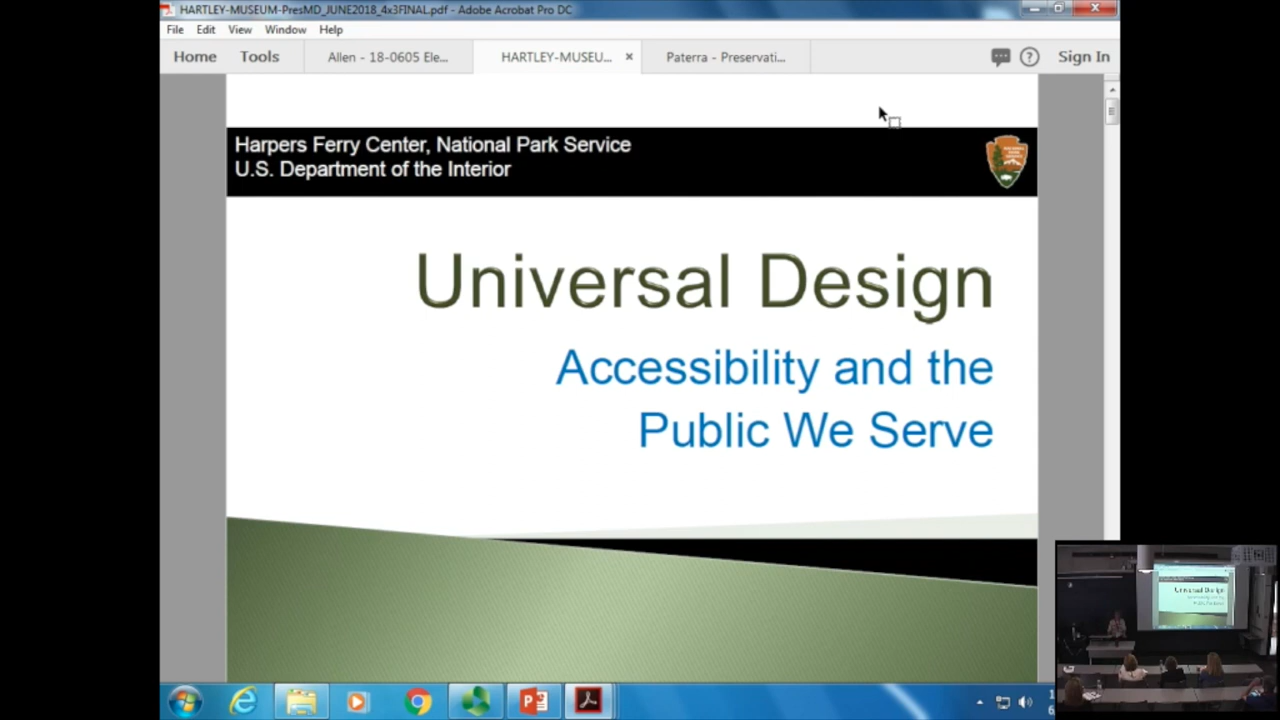 HARTLEY-MUSEUM-PresMD_JUNE2018_4x3FINAL.pdf - Adobe Acrobat Pro DC
File Edit View Window Help
Home Tools Allen - 18-0605 Ele... HARTLEY-MUSEU... × Paterra - Preservati... Sign In
Harpers Ferry Center, National Park Service
U.S. Department of the Interior
Universal Design
Accessibility and the
Public We Serve
Universal Design